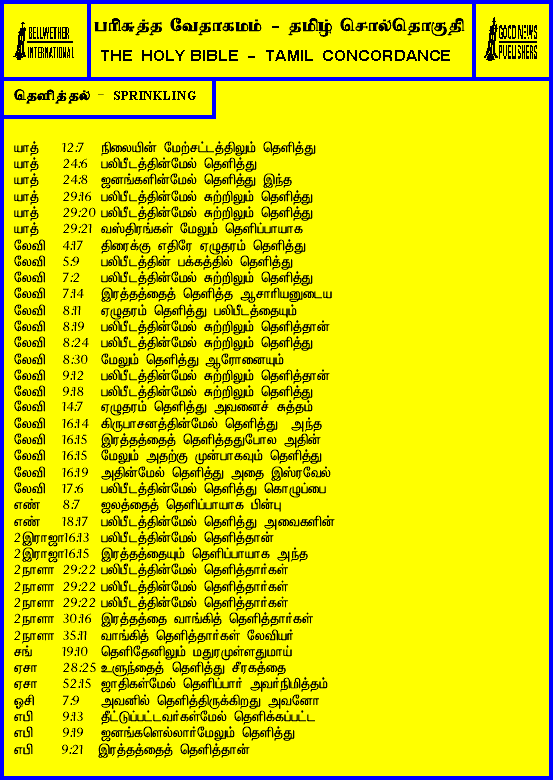 BELLWETHER
INTERNATIONAL
பரிசுத்த வேதாகமம் - தமிழ் சொல்தொகுதி
THE HOLY BIBLE - TAMIL CONCORDANCE
GOOD NEWS
PUBLISHERS
தெளித்தல் - SPRINKLING
யாத் 12:7 நிலையின் மேற்சட்டத்திலும் தெளித்து
யாத் 24:6 பலிபீடத்தின்மேல் தெளித்து
யாத் 24:8 ஜனங்களின்மேல் தெளித்து இந்த
யாத் 29:16 பலிபீடத்தின்மேல் சுற்றிலும் தெளித்து
யாத் 29:20 பலிபீடத்தின்மேல் சுற்றிலும் தெளித்து
யாத் 29:21 வஸ்திரங்கள் மேலும் தெளிப்பாயாக
லேவி 4:17 திரைக்கு எதிரே ஏழுதரம் தெளித்து
லேவி 5:9 பலிபீடத்தின் பக்கத்தில் தெளித்து
லேவி 7:2 பலிபீடத்தின்மேல் சுற்றிலும் தெளித்து
லேவி 7:14 இரத்தத்தைத் தெளித்த ஆசாரியனுடைய
லேவி 8:11 ஏழுதரம் தெளித்து பலிபீடத்தையும்
லேவி 8:19 பலிபீடத்தின்மேல் சுற்றிலும் தெளித்தான்
லேவி 8:24 பலிபீடத்தின்மேல் சுற்றிலும் தெளித்து
லேவி 8:30 மேலும் தெளித்து ஆரோனையும்
லேவி 9:12 பலிபீடத்தின்மேல் சுற்றிலும் தெளித்தான்
லேவி 9:18 பலிபீடத்தின்மேல் சுற்றிலும் தெளித்து
லேவி 14:7 ஏழுதரம் தெளித்து அவனைச் சுத்தம்
லேவி 16:14 கிருபாசனத்தின்மேல் தெளித்து அந்த
லேவி 16:15 இரத்தத்தைத் தெளித்ததுபோல அதின்
லேவி 16:15 மேலும் அதற்கு முன்பாகவும் தெளித்து
லேவி 16:19 அதின்மேல் தெளித்து அதை இஸ்ரவேல்
லேவி 17:6 பலிபீடத்தின்மேல் தெளித்து கொழுப்பை
எண் 8:7 ஜலத்தைத் தெளிப்பாயாக பின்பு
எண் 18:17 பலிபீடத்தின்மேல் தெளித்து அவைகளின்
2இராஜா16:13 பலிபீடத்தின்மேல் தெளித்தான்
2இராஜா16:15 இரத்தத்தையும் தெளிப்பாயாக அந்த
2நாளா 29:22 பலிபீடத்தின்மேல் தெளித்தார்கள்
2நாளா 29:22 பலிபீடத்தின்மேல் தெளித்தார்கள்
2நாளா 29:22 பலிபீடத்தின்மேல் தெளித்தார்கள்
2நாளா 30:16 இரத்தத்தை வாங்கித் தெளித்தார்கள்
2நாளா 35:11 வாங்கித் தெளித்தார்கள் லேவியர்
சங் 19:10 தெளிதேனிலும் மதுரமுள்ளதுமாய்
ஏசா 28:25 உளுந்தைத் தெளித்து சீரகத்தை
ஏசா 52:15 ஜாதிகள்மேல் தெளிப்பார் அவர்நிமித்தம்
ஓசி 7:9 அவனில் தெளித்திருக்கிறது அவனோ
எபி 9:13 தீட்டுப்பட்டவர்கள்மேல் தெளிக்கப்பட்ட
எபி 9:19 ஜனங்களெல்லார்மேலும் தெளித்து
எபி 9:21 இரத்தத்தைத் தெளித்தான்